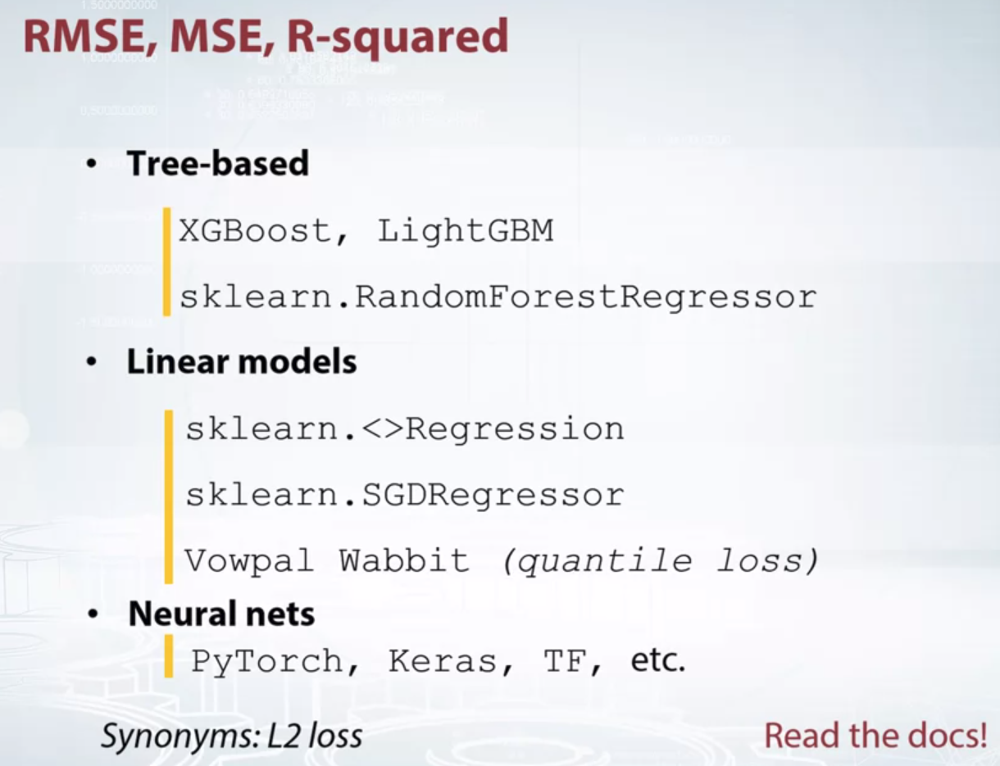 RMSE, MSE, R-squared
• Tree-based
XGBoost, LightGBM
sklearn.RandomForestRegressor
• Linear models
sklearn.<>Regression
sklearn.SGDRegressor
Vowpal Wabbit (quantile loss)
• Neural nets
PyTorch, Keras, TF, etc.
Synonyms: L2 loss
Read the docs!